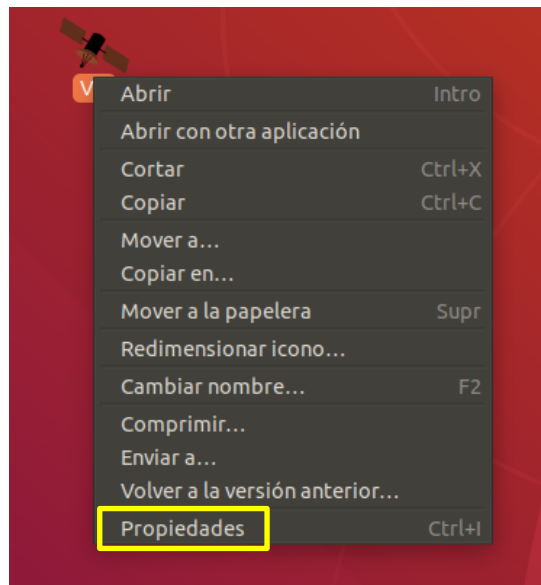 V
Abrir Intro
Abrir con otra aplicación
Cortar Ctrl+X
Copiar Ctrl+C
Mover a...
Copiar en...
Mover a la papelera Supr
Redimensionar icono...
Cambiar nombre... F2
Comprimir...
Enviar a...
Volver a la versión anterior...
Propiedades Ctrl+I